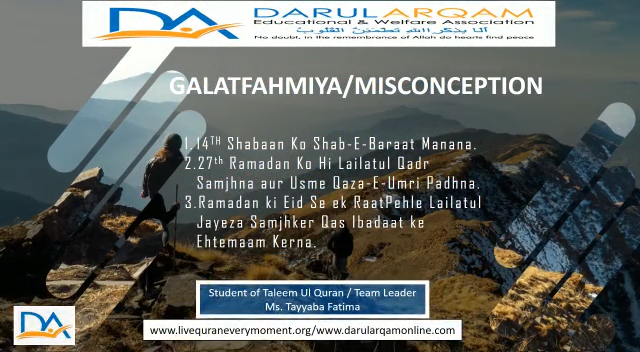 DA
DARULARQAM
Educational & Welfare Association
ألا بذكر الله تطمئن القلوب
No doubt, in the remembrance of Allah do hearts find peace
GALATFAHMIYA/MISCONCEPTION
1.14TH Shabaan Ko Shab-E-Baraat Manana.
2.27th Ramadan Ko Hi Lailatul Qadr
Samjhna aur Usme Qaza-E-Umri Padhna.
3.Ramadan ki Eid Se ek RaatPehle Lailatul
Jayeza Samjhker Qas Ibadaat ke
Ehtemaam Kerna.
Student of Taleem Ul Quran / Team Leader
Ms. Tayyaba Fatima
DA
www.livequraneverymoment.org/www.darularqamonline.com